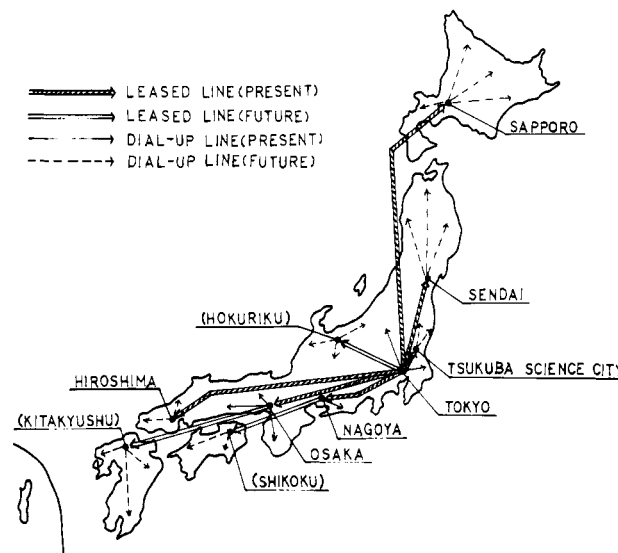 LEASED LINE(PRESENT)
LEASED LINE(FUTURE)
DIAL-UP LINE(PRESENT)
DIAL-UP LINE(FUTURE)
SAPPORO
SENDAI
(HOKURIKU)
TSUKUBA SCIENCE CITY
HIROSHIMA
TOKYO
(KITAKYUSHU)
NAGOYA
OSAKA
(SHIKOKU)